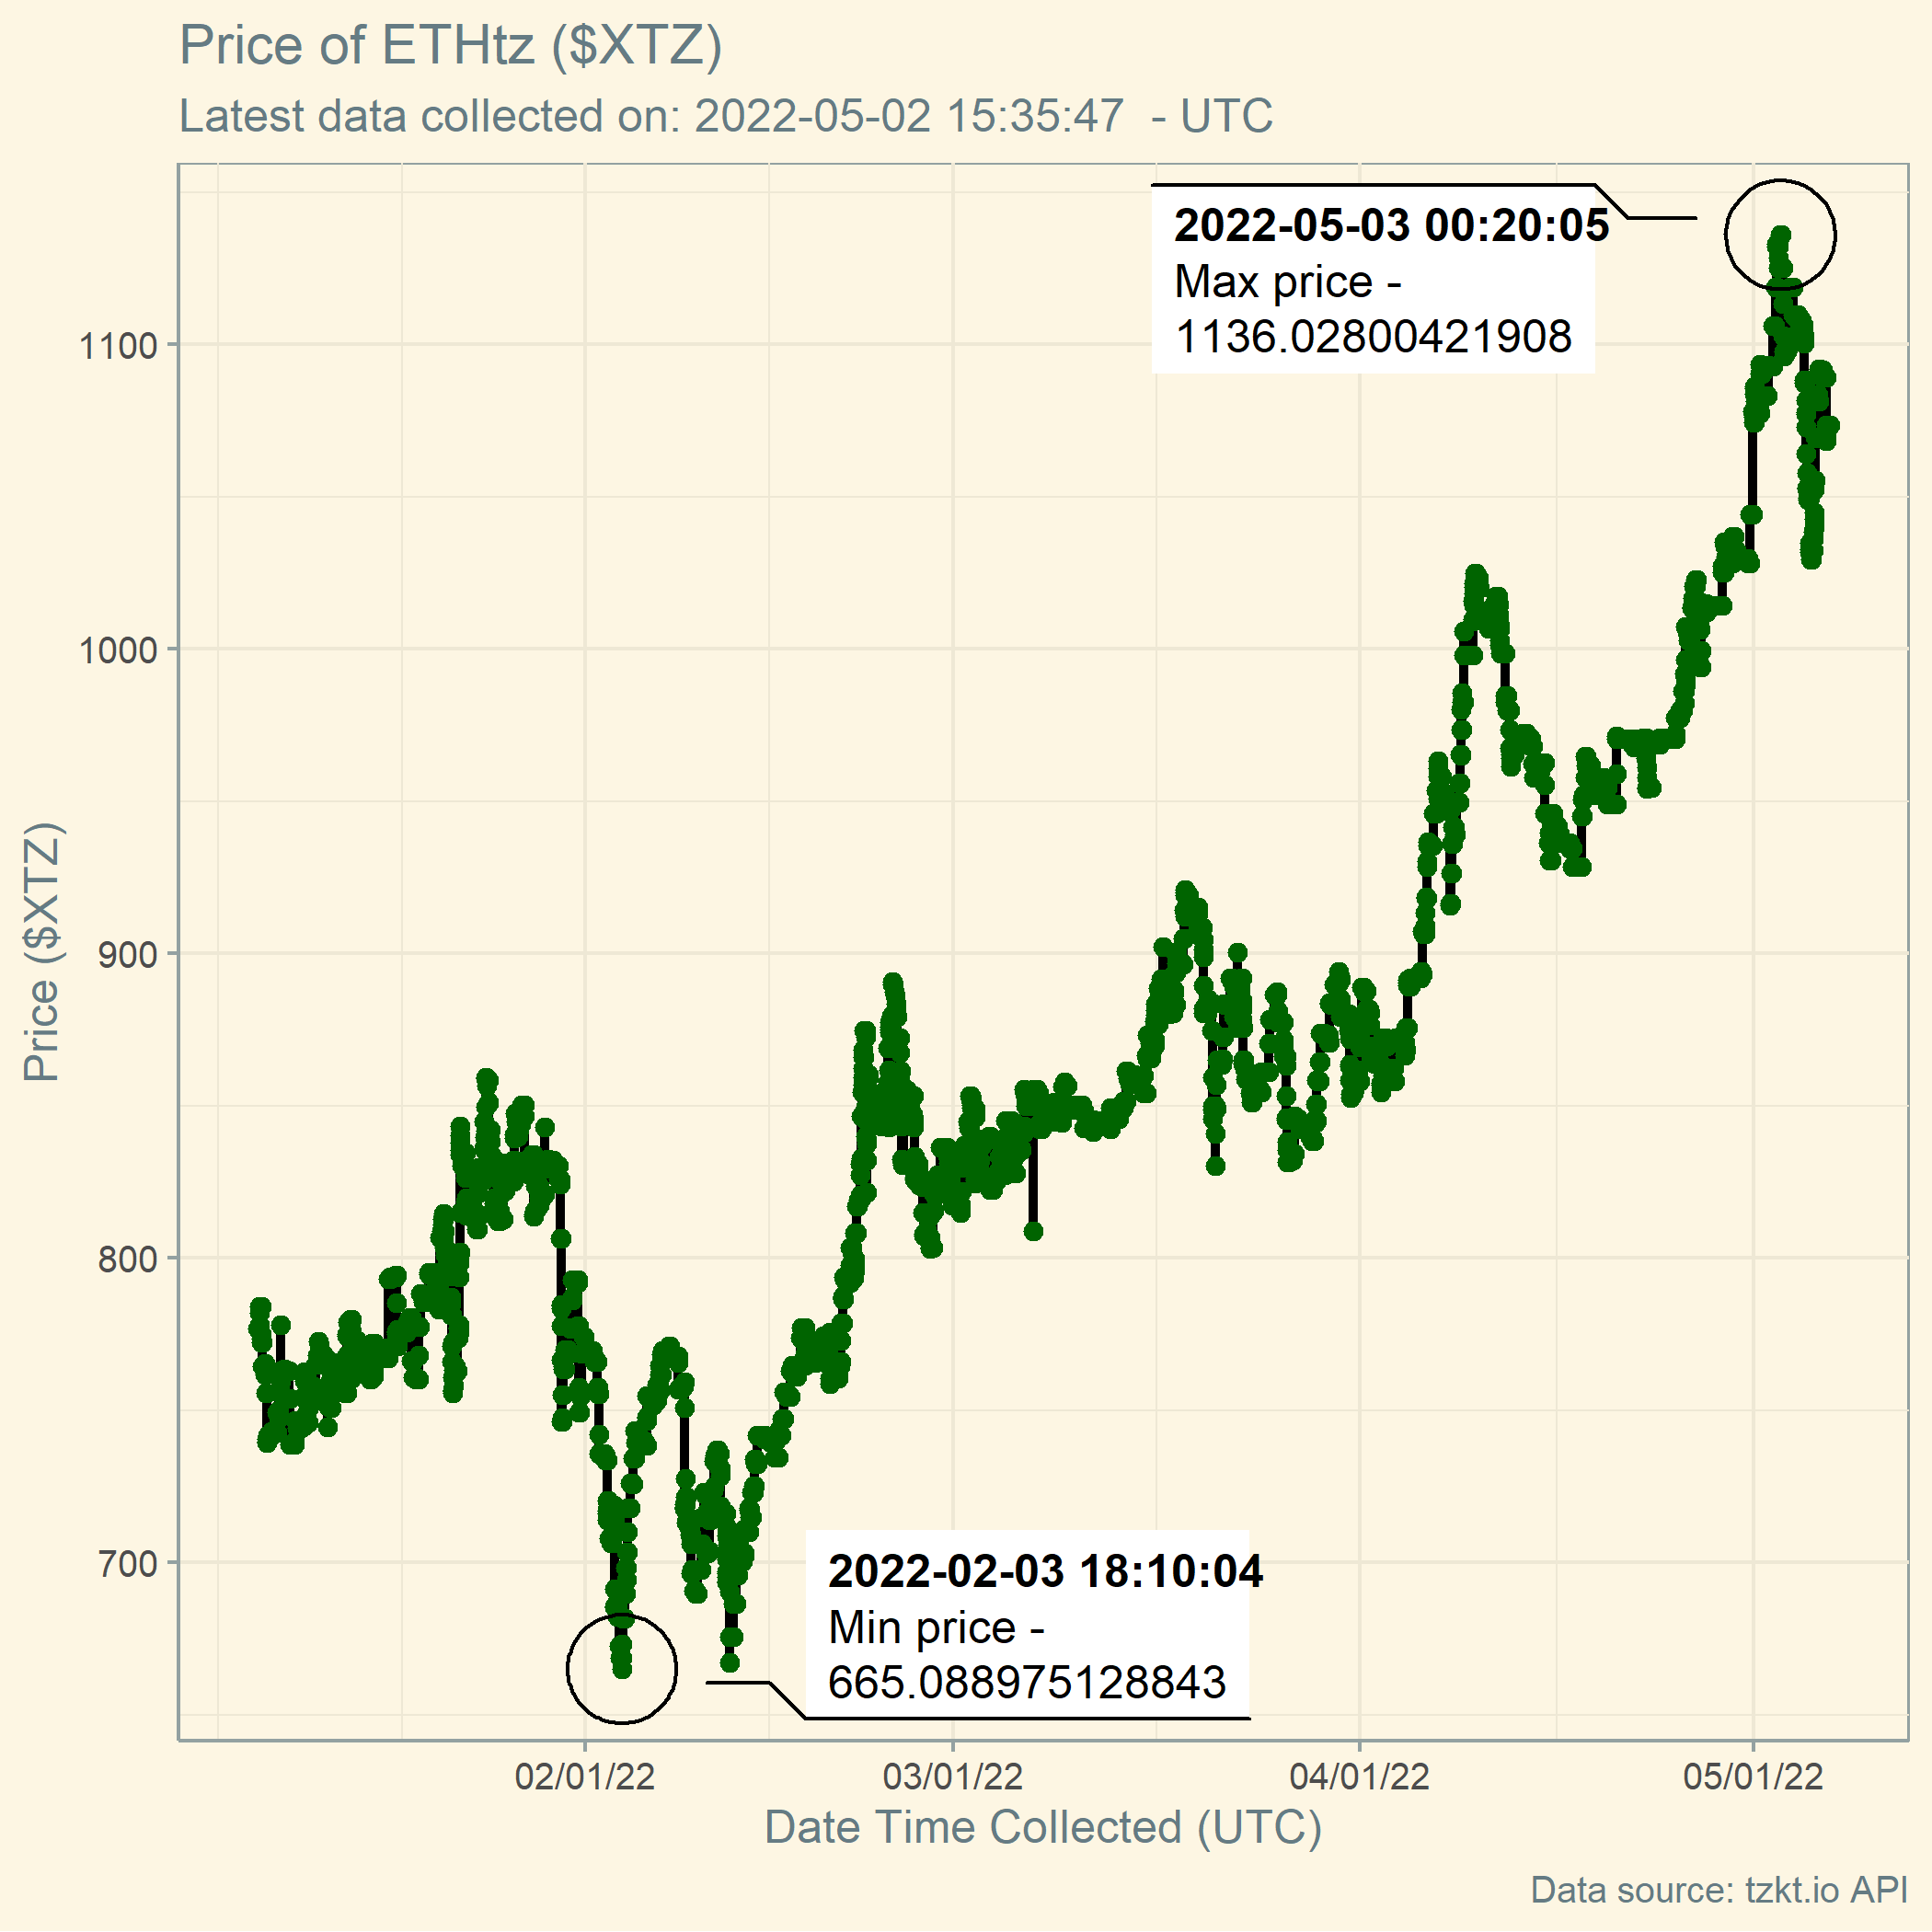 Price of ETHtz ($XTZ)
Latest data collected on: 2022-05-02 15:35:47  - UTC
2022-05-03 00:20:05
Max price -
1136.02800421908
1100
1000
900
800
700
Price ($XTZ)
2022-02-03 18:10:04
Min price -
665.088975128843
02/01/22 03/01/22 04/01/22 05/01/22
Date Time Collected (UTC)
Data source: tzkt.io API